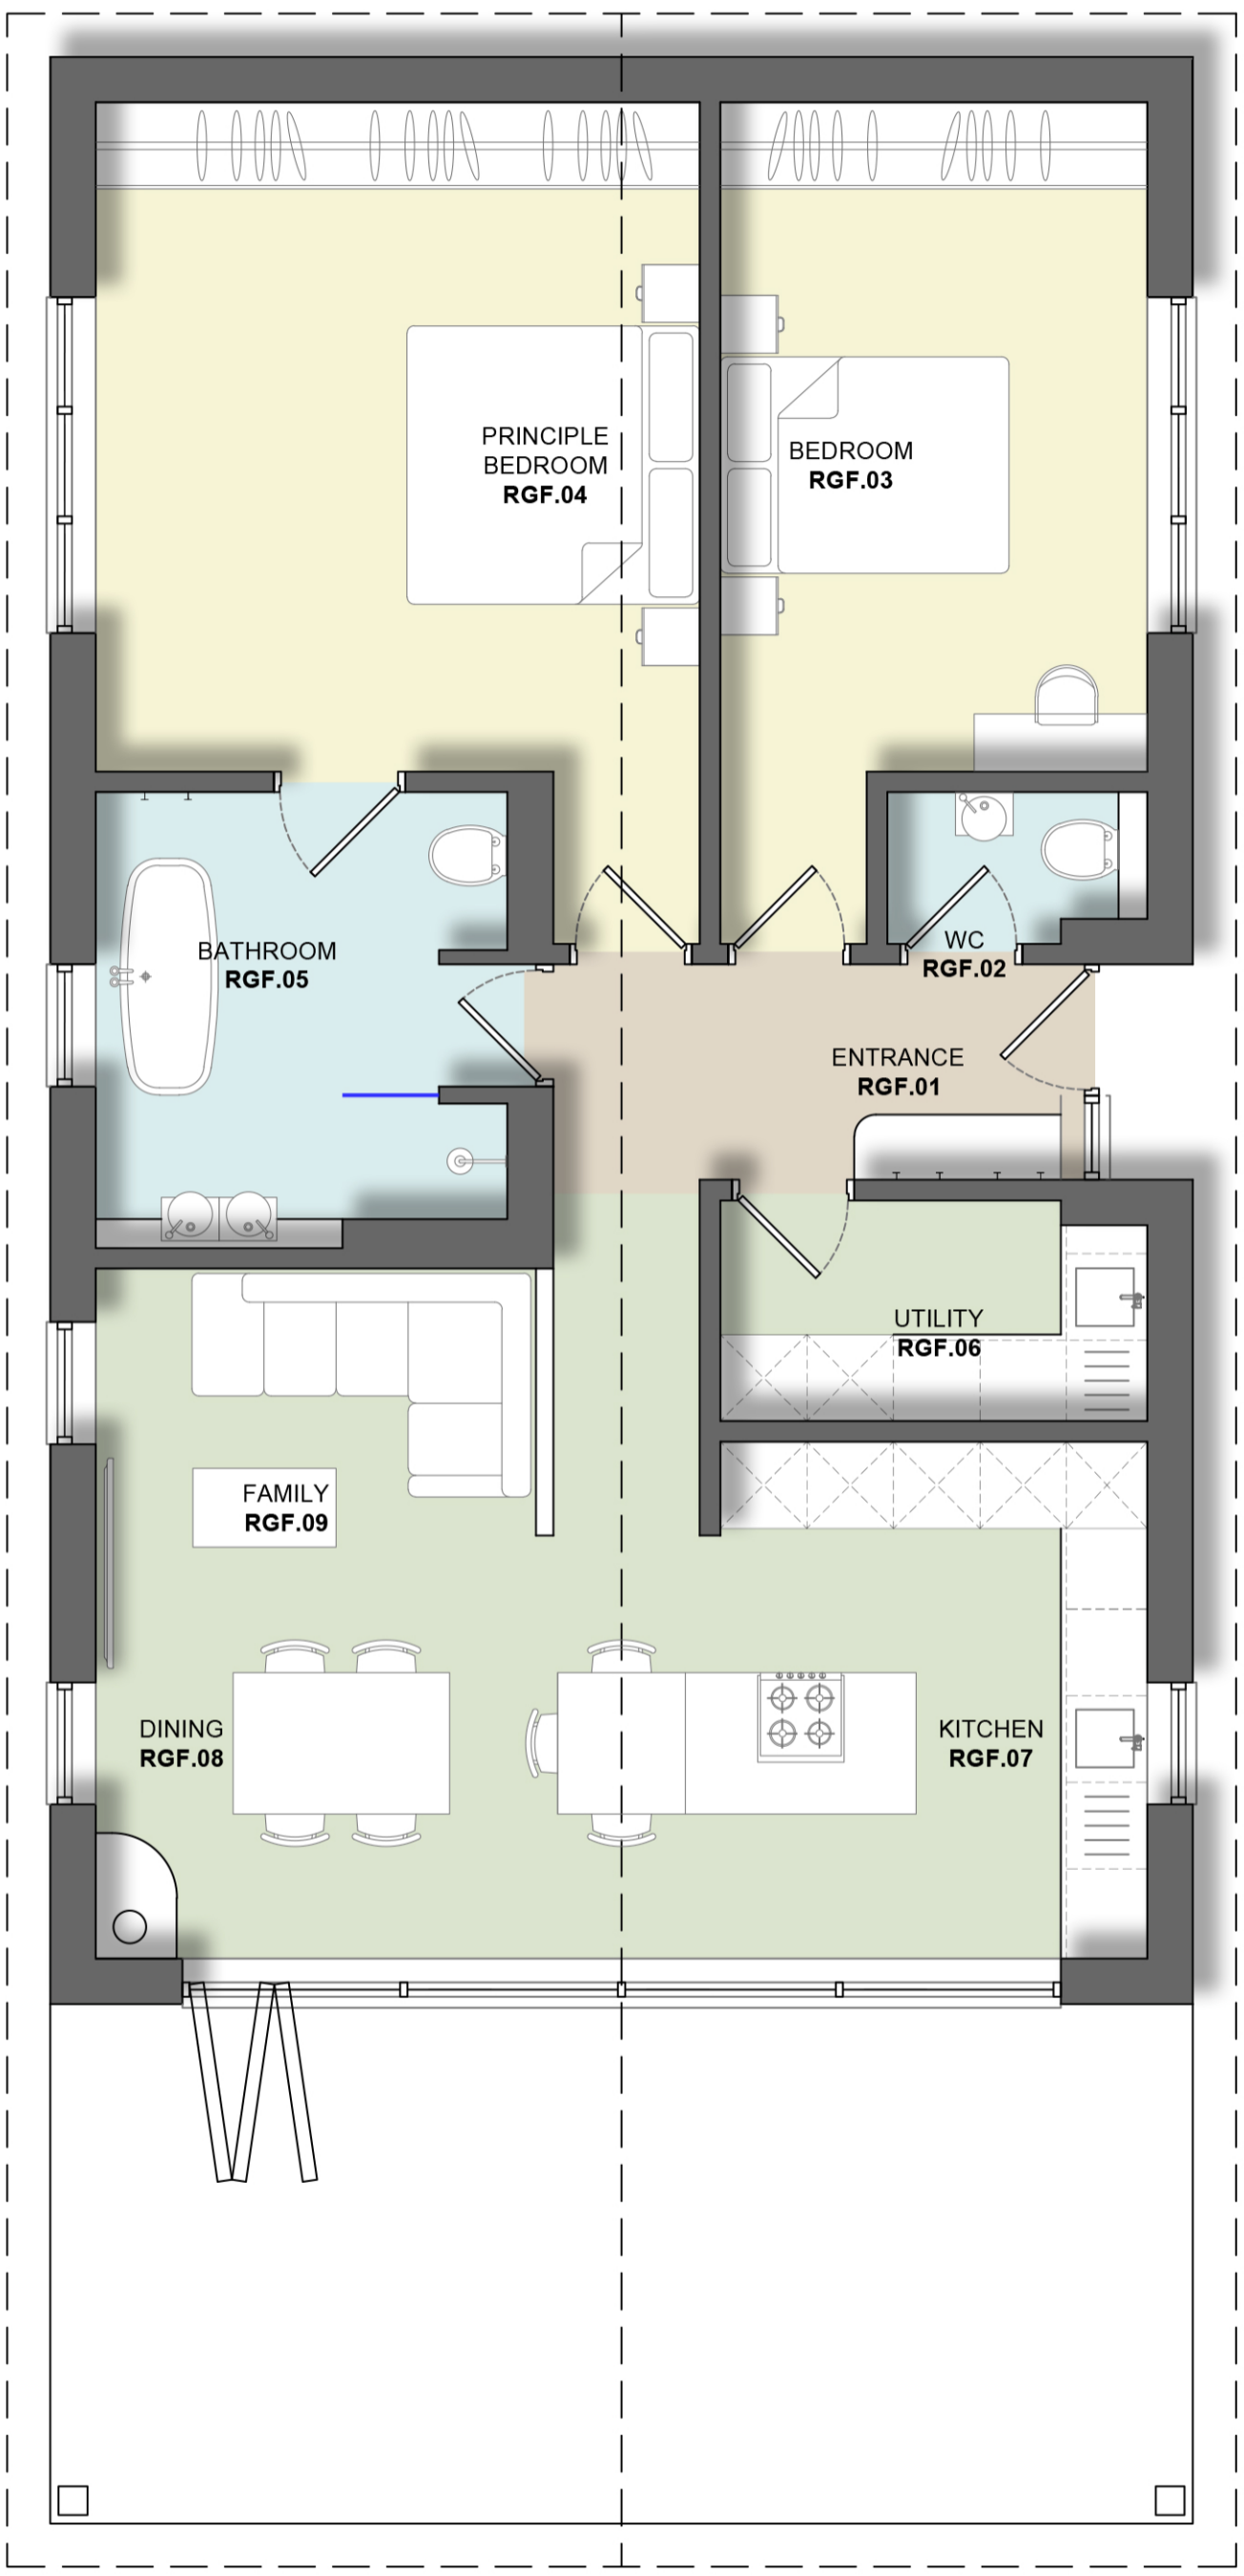 PRINCIPLE
BEDROOM
RGF.04
BEDROOM
RGF.03
BATHROOM
RGF.05
WC
RGF.02
ENTRANCE
RGF.01
UTILITY
RGF.06
FAMILY
RGF.09
DINING
RGF.08
KITCHEN
RGF.07